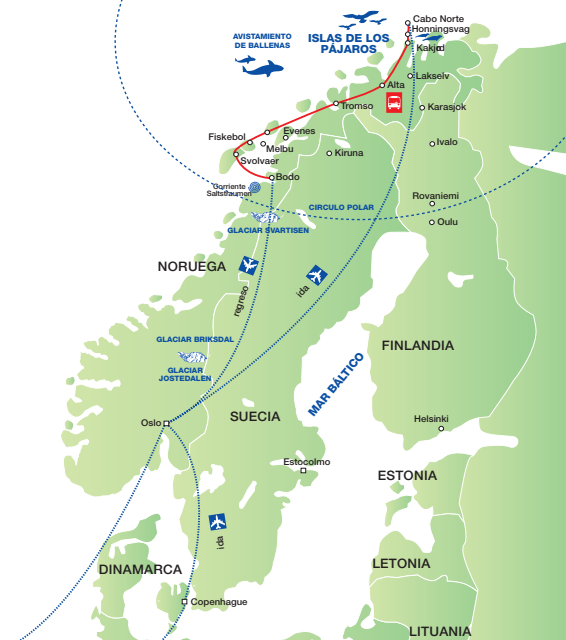 Cabo Norte
Honningsvag
AVISTAMIENTO
DE BALLENAS
ISLAS DE LOS
PÁJAROS
Lakselv
Alta
Tromso
Karasjok
Fiskebol
Evenes
Melbu
Svolvaer
Kiruna
Ivalo
Bodo
Corriente
Saltstraumen
Rovaniemi
CIRCULO POLAR
Oulu
GLACIAR SVARTISEN
NORUEGA
ida
regreso
GLACIAR BRIKSDAL
FINLANDIA
GLACIAR
JOSTEDALEN
MAR BÁLTICO
SUECIA
Oslo
Helsinki
Estocolmo
ESTONIA
ida
DINAMARCA
LETONIA
Copenhague
LITUANIA